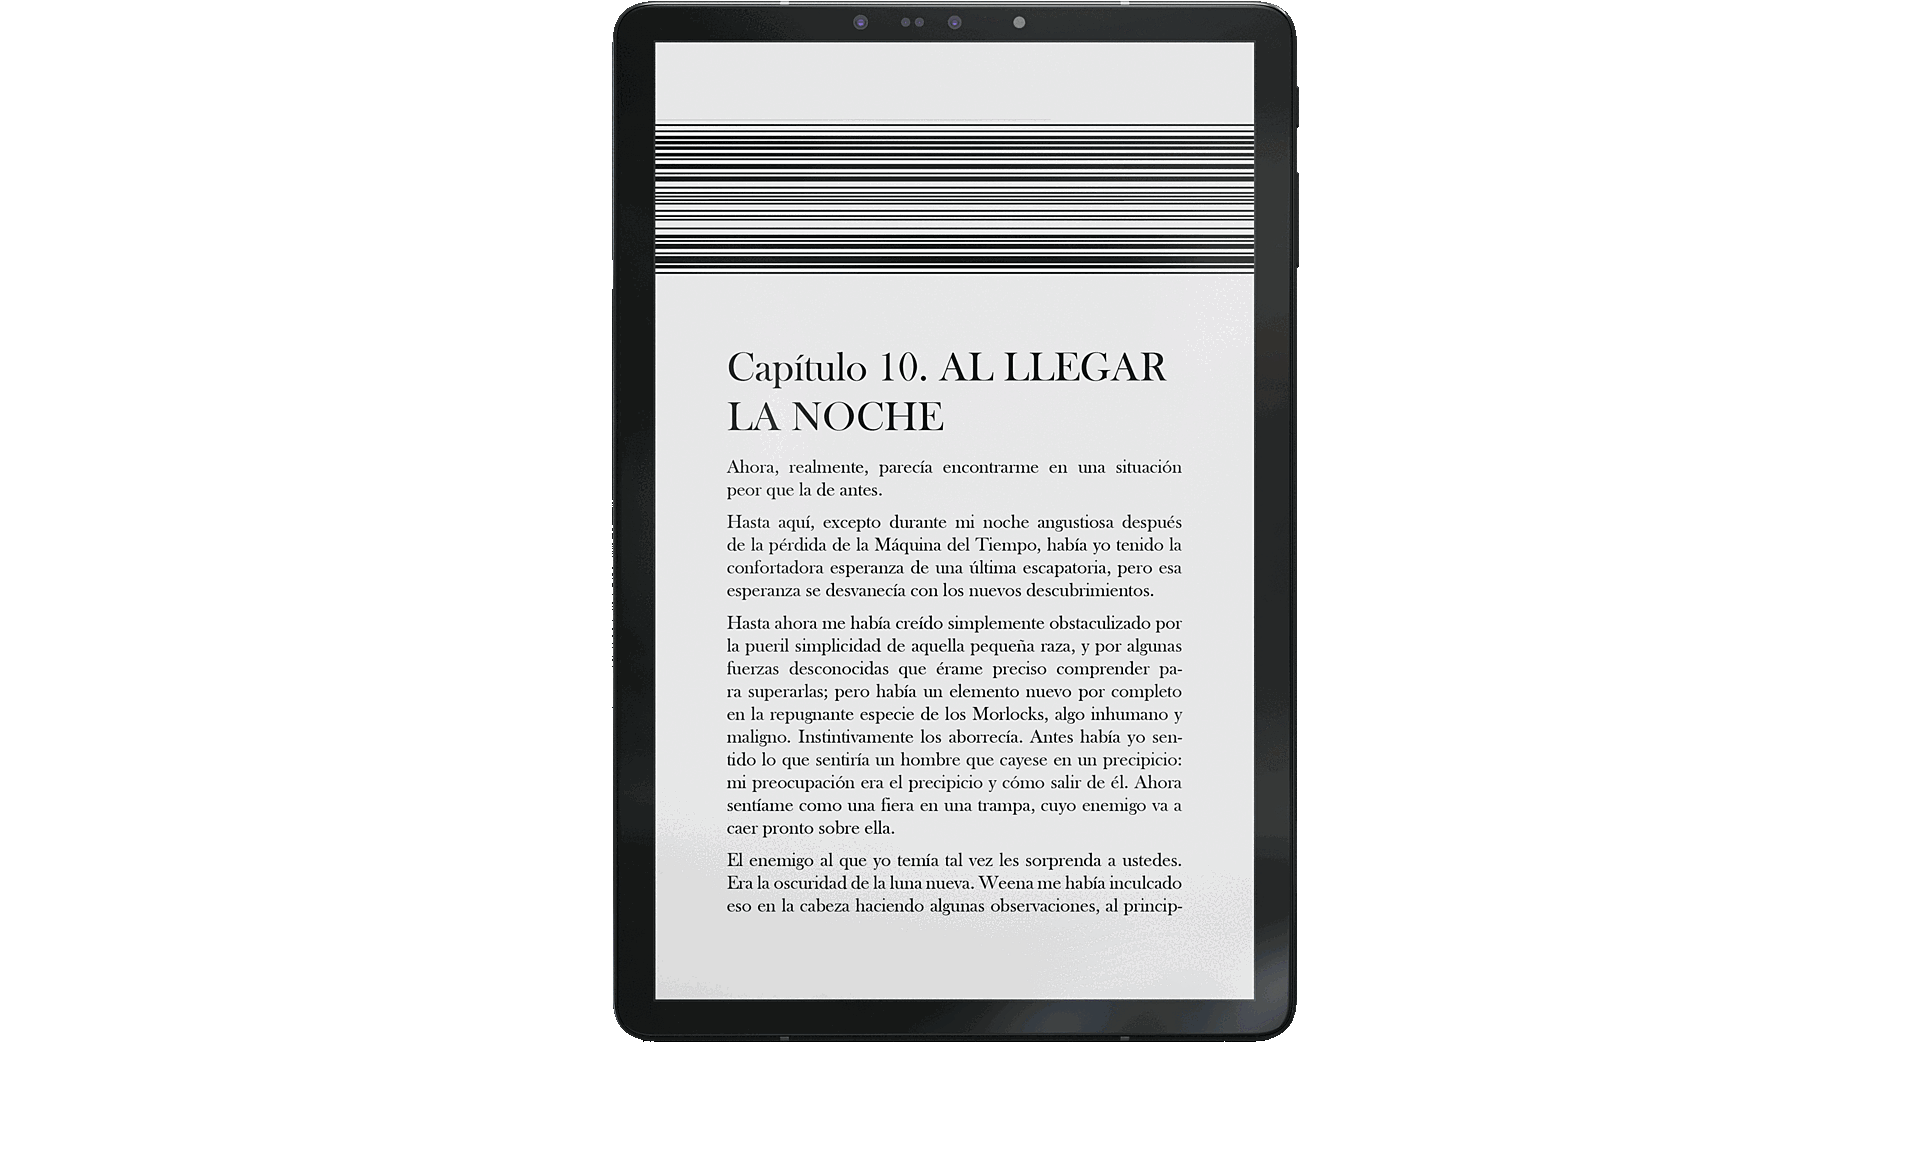 Capítulo 10. AL LLEGAR
LA NOCHE
Ahora, realmente, parecía encontrarme en una situación
peor que la de antes.
Hasta aquí, excepto durante mi noche angustiosa después
de la pérdida de la Máquina del Tiempo, había yo tenido la
confortadora esperanza de una última escapatoria, pero esa
esperanza se desvanecía con los nuevos descubrimientos.
Hasta ahora me había creído simplemente obstaculizado por
la pueril simplicidad de aquella pequeña raza, y por algunas
fuerzas desconocidas que érame preciso comprender pa-
ra superarlas; pero había un elemento nuevo por completo
en la repugnante especie de los Morlocks, algo inhumano y
maligno. Instintivamente los aborrecía. Antes había yo sen-
tido lo que sentiría un hombre que cayese en un precipicio:
mi preocupación era el precipicio y cómo salir de él. Ahora
sentíame como una fiera en una trampa, cuyo enemigo va a
caer pronto sobre ella.
El enemigo al que yo temía tal vez les sorprenda a ustedes.
Era la oscuridad de la luna nueva. Weena me había inculcado
eso en la cabeza haciendo algunas observaciones, al princip-